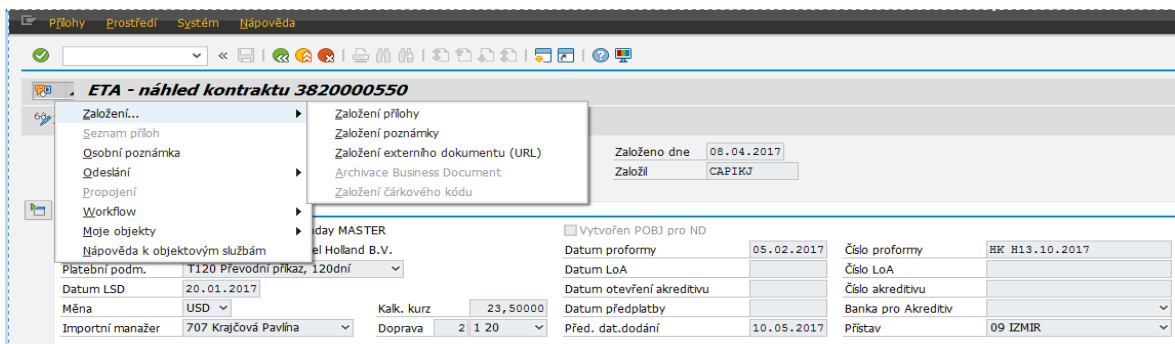 Přílohy Prostředí Systém Nápověda
ETA - náhled kontraktu 3820000550
Založení...
Seznam příloh
Osobní poznámka
Odeslání
Propojení
Workflow
Moje objekty
Nápověda k objektovým službám
Založení přílohy
Založení poznámky
Založení externího dokumentu (URL)
Archivace Business Document
Založení čárkového kódu
Založeno dne 08.04.2017
Založil CAPIKJ
day MASTER Vytvořen POBJ pro ND
el Holland B.V. Datum proformy 05.02.2017 Číslo proformy HK H13.10.2017
Platební podm. T120 Převodní příkaz, 120dní Datum LoA Číslo LoA
Datum LSD 20.01.2017 Datum otevření akreditivu Číslo akreditivu
Měna USD Kalk. kurz 23,50000 Datum předplatby Banka pro Akreditiv
Importní manažer 707 Krajčová Pavlína Doprava 2 1 20 Před. dat.dodání 10.05.2017 Přístav 09 IZMIR